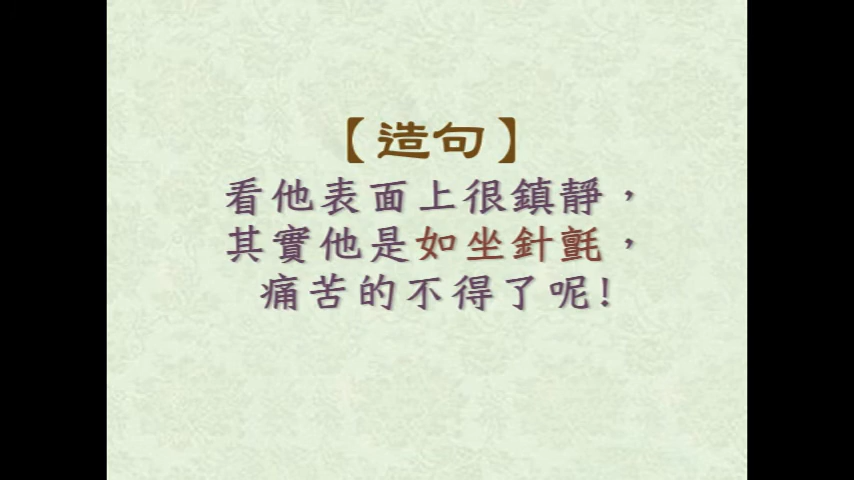 【造句】
看他表面上很鎮靜，
其實他是如坐針氈，
痛苦的不得了呢!